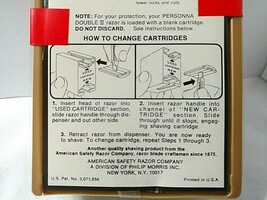 fewer nicks and cuts.
NOTE: For your protection, your PERSONNA
DOUBLE II razor is loaded with a blank cartridge.
DO NOT DISCARD. See instructions below.
HOW TO CHANGE CARTRIDGES
1. Insert head of razor into
"USED CARTRIDGE" section,
slide razor handle through dis-
penser and out other side.
2. Insert razor handle into
channel of "NEW CAR-
TRIDGE" section. Slide
through until it stops, engag-
ing shaving cartridge.
3. Retract razor from dispenser. You are now ready
to shave. To change cartridge, repeat Steps 1 through 3.
Another quality shaving product from the
American Safety Razor Company, razor blade craftsmen since 1875.
AMERICAN SAFETY RAZOR COMPANY
A DIVISION OF PHILIP MORRIS INC.
NEW YORK, N.Y. 10017
U.S. Pat. No. 3,071,856
Printed in U.S.A.